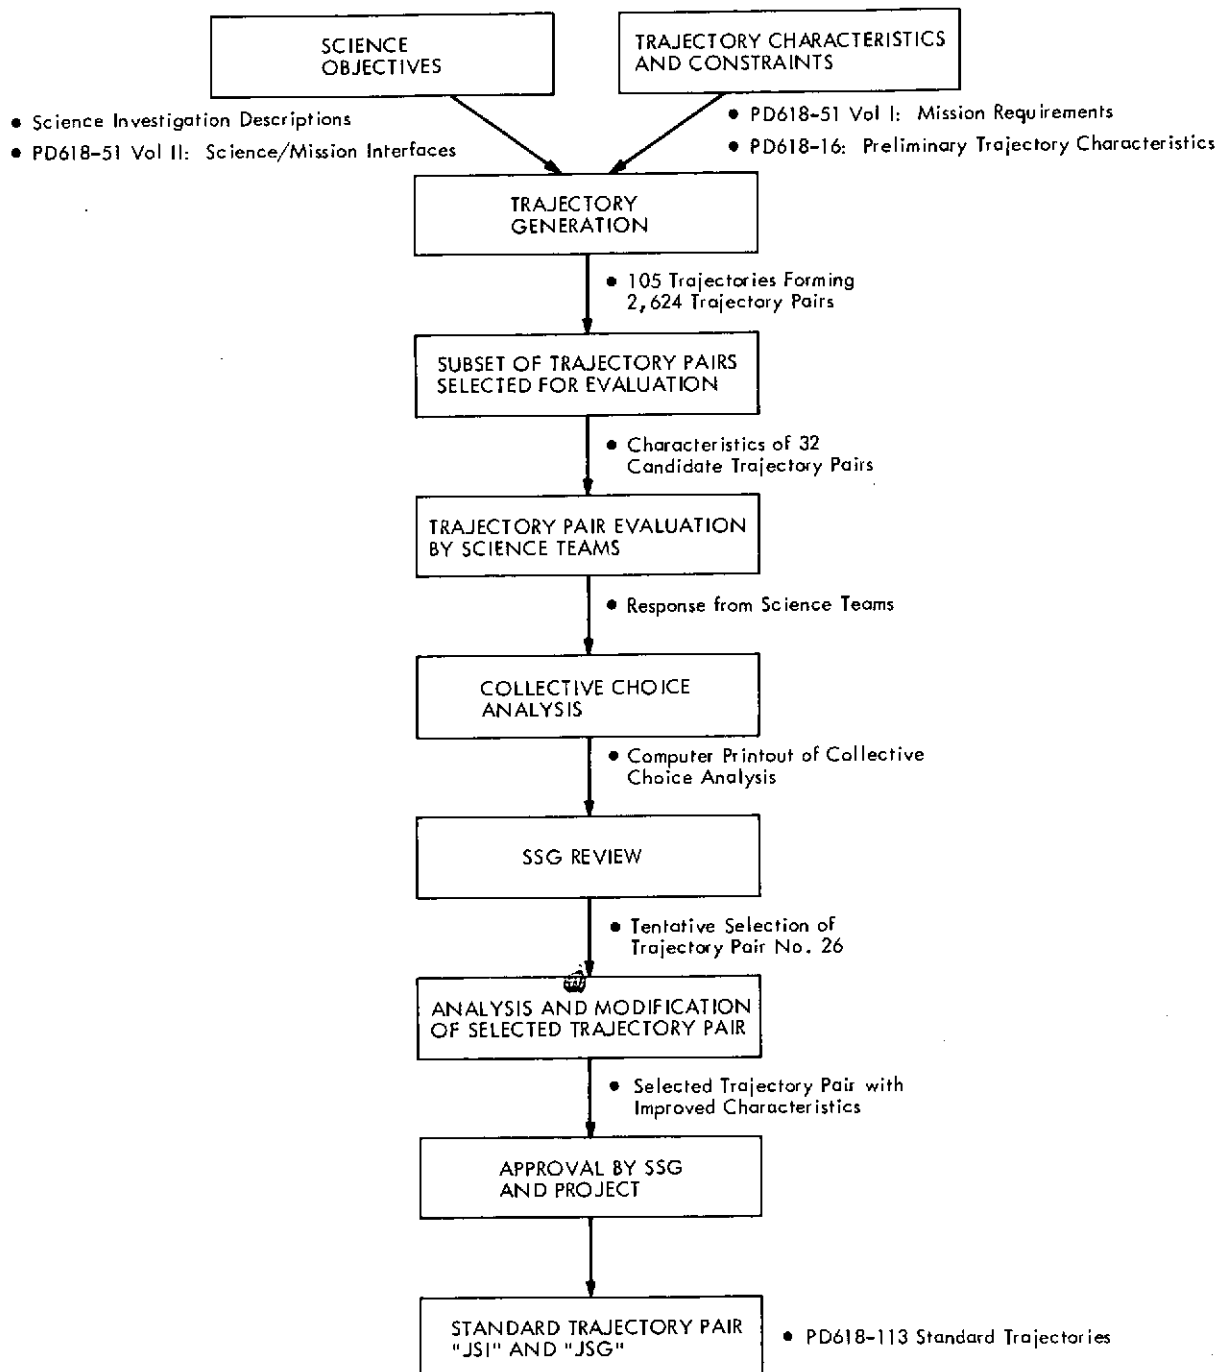 SCIENCE
OBJECTIVES
TRAJECTORY CHARACTERISTICS
AND CONSTRAINTS
• Science Investigation Descriptions
• PD618-51 Vol II: Science/Mission Interfaces
• PD618-51 Vol I: Mission Requirements
• PD618-16: Preliminary Trajectory Characteristics
TRAJECTORY
GENERATION
• 105 Trajectories Forming
2,624 Trajectory Pairs
SUBSET OF TRAJECTORY PAIRS
SELECTED FOR EVALUATION
• Characteristics of 32
Candidate Trajectory Pairs
TRAJECTORY PAIR EVALUATION
BY SCIENCE TEAMS
• Response from Science Teams
COLLECTIVE CHOICE
ANALYSIS
• Computer Printout of Collective
Choice Analysis
SSG REVIEW
• Tentative Selection of
Trajectory Pair No. 26
ANALYSIS AND MODIFICATION
OF SELECTED TRAJECTORY PAIR
• Selected Trajectory Pair with
Improved Characteristics
APPROVAL BY SSG
AND PROJECT
STANDARD TRAJECTORY PAIR
"JSI" AND "JSG"
• PD618-113 Standard Trajectories